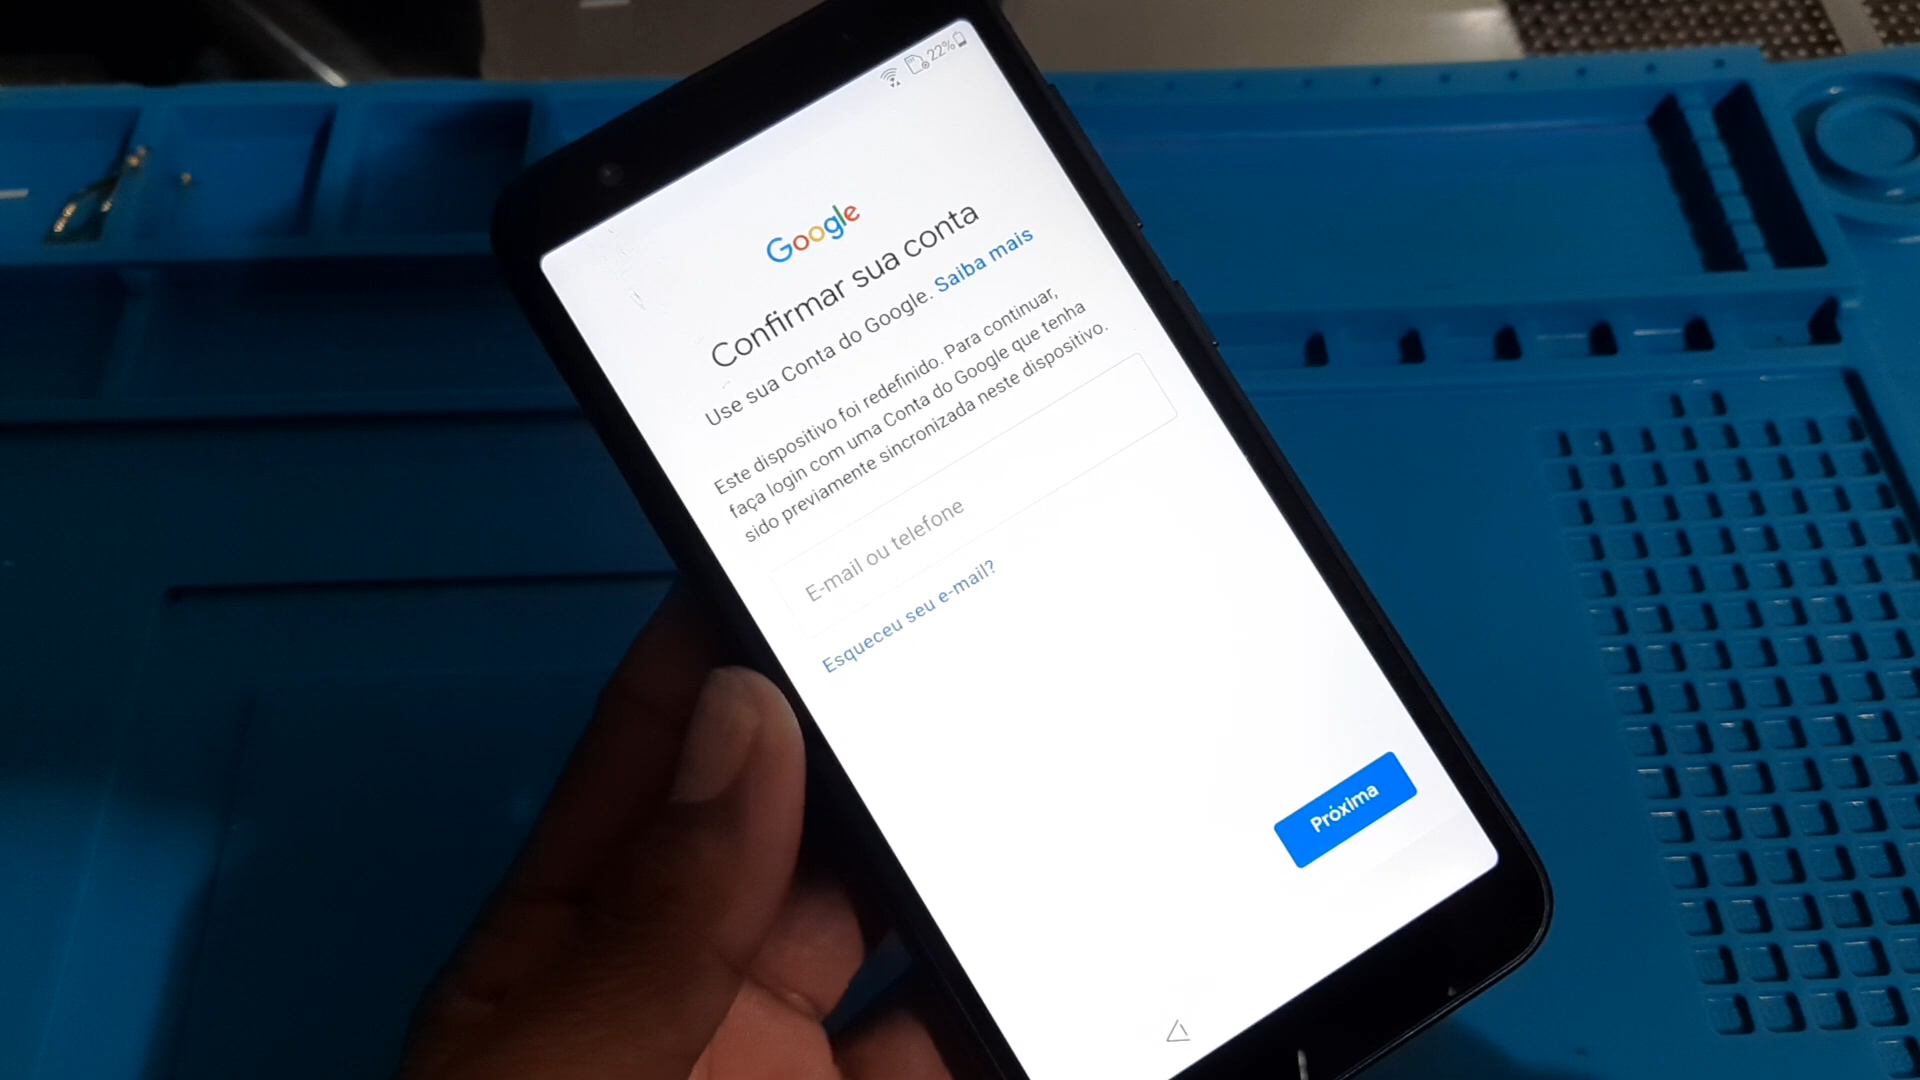 22%
Google
Confirmar sua conta
Use sua Conta do Google. Saiba mais
Este dispositivo foi redefinido. Para continuar,
faça login com uma Conta do Google que tenha
sido previamente sincronizada neste dispositivo.
E-mail ou telefone
Esqueceu seu e-mail?
Próxima